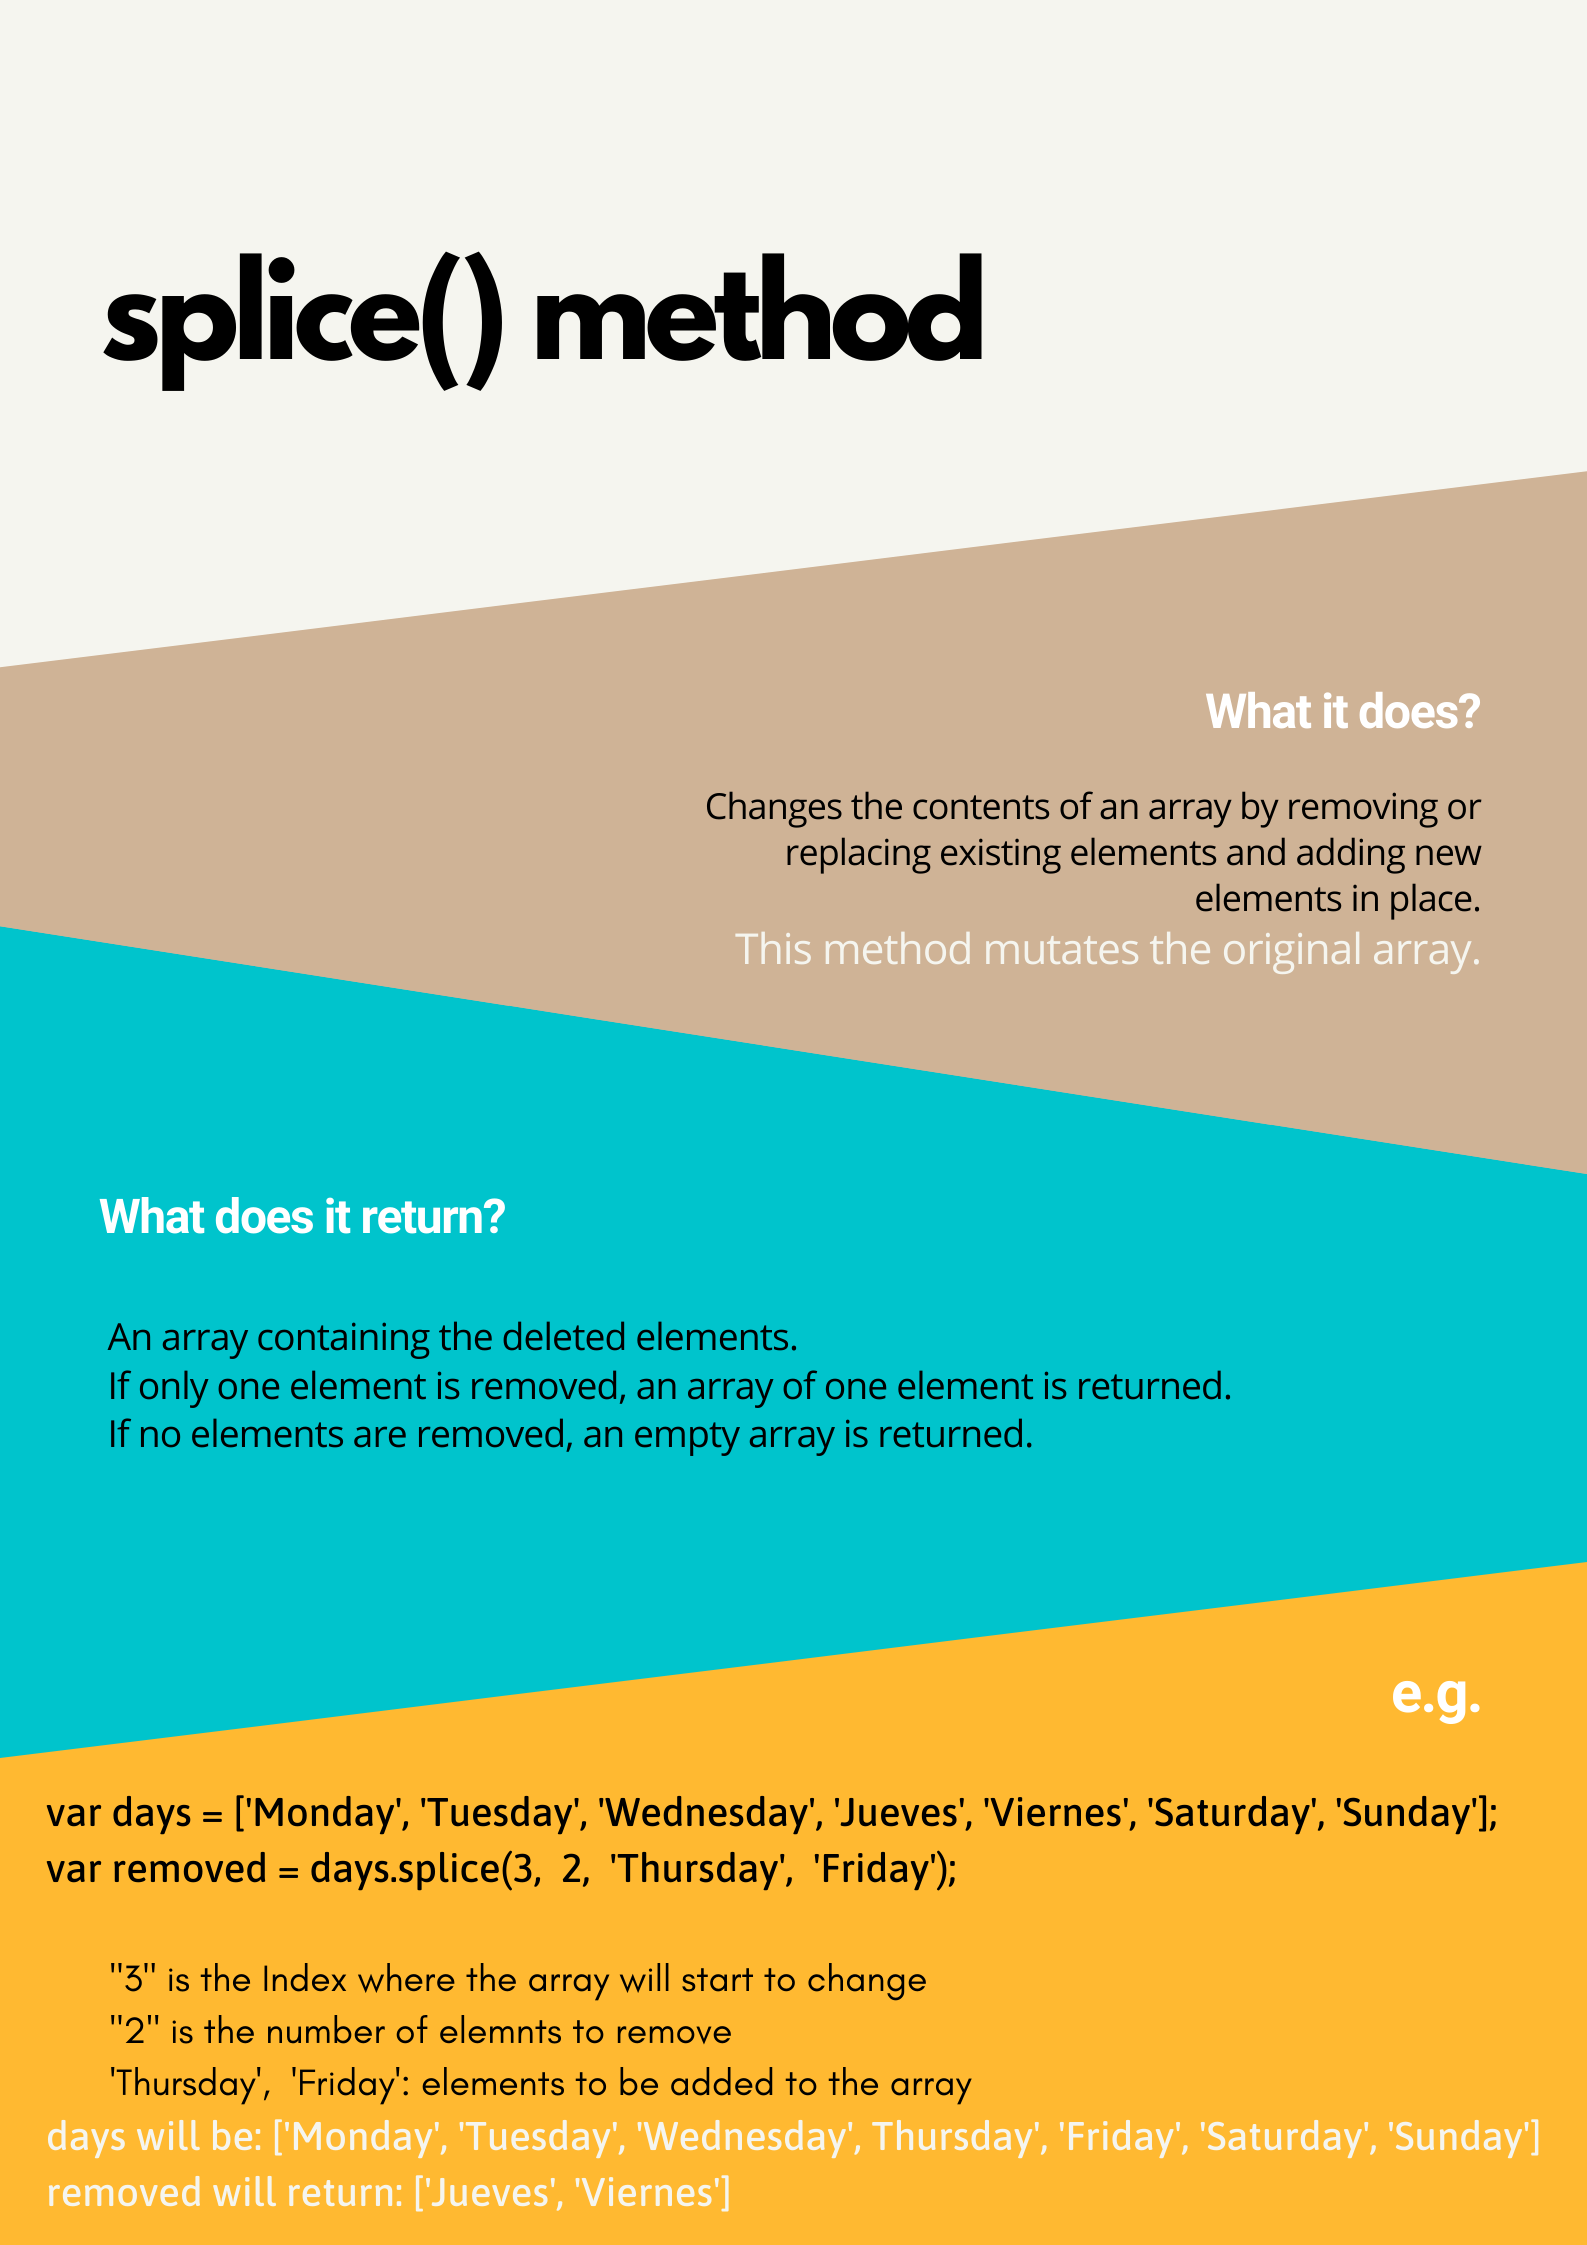 splice() method
What it does?
Changes the contents of an array by removing or
replacing existing elements and adding new
elements in place.
This method mutates the original array.
What does it return?
An array containing the deleted elements.
If only one element is removed, an array of one element is returned.
If no elements are removed, an empty array is returned.
e.g.
var days = ['Monday', 'Tuesday', 'Wednesday', 'Jueves', 'Viernes', 'Saturday', 'Sunday'];
var removed = days.splice(3, 2, 'Thursday', 'Friday');
"3" is the Index where the array will start to change
"2" is the number of elemnts to remove
'Thursday', 'Friday': elements to be added to the array
days will be: ['Monday', 'Tuesday', 'Wednesday', Thursday', 'Friday', 'Saturday', 'Sunday']
removed will return: ['Jueves', 'Viernes']